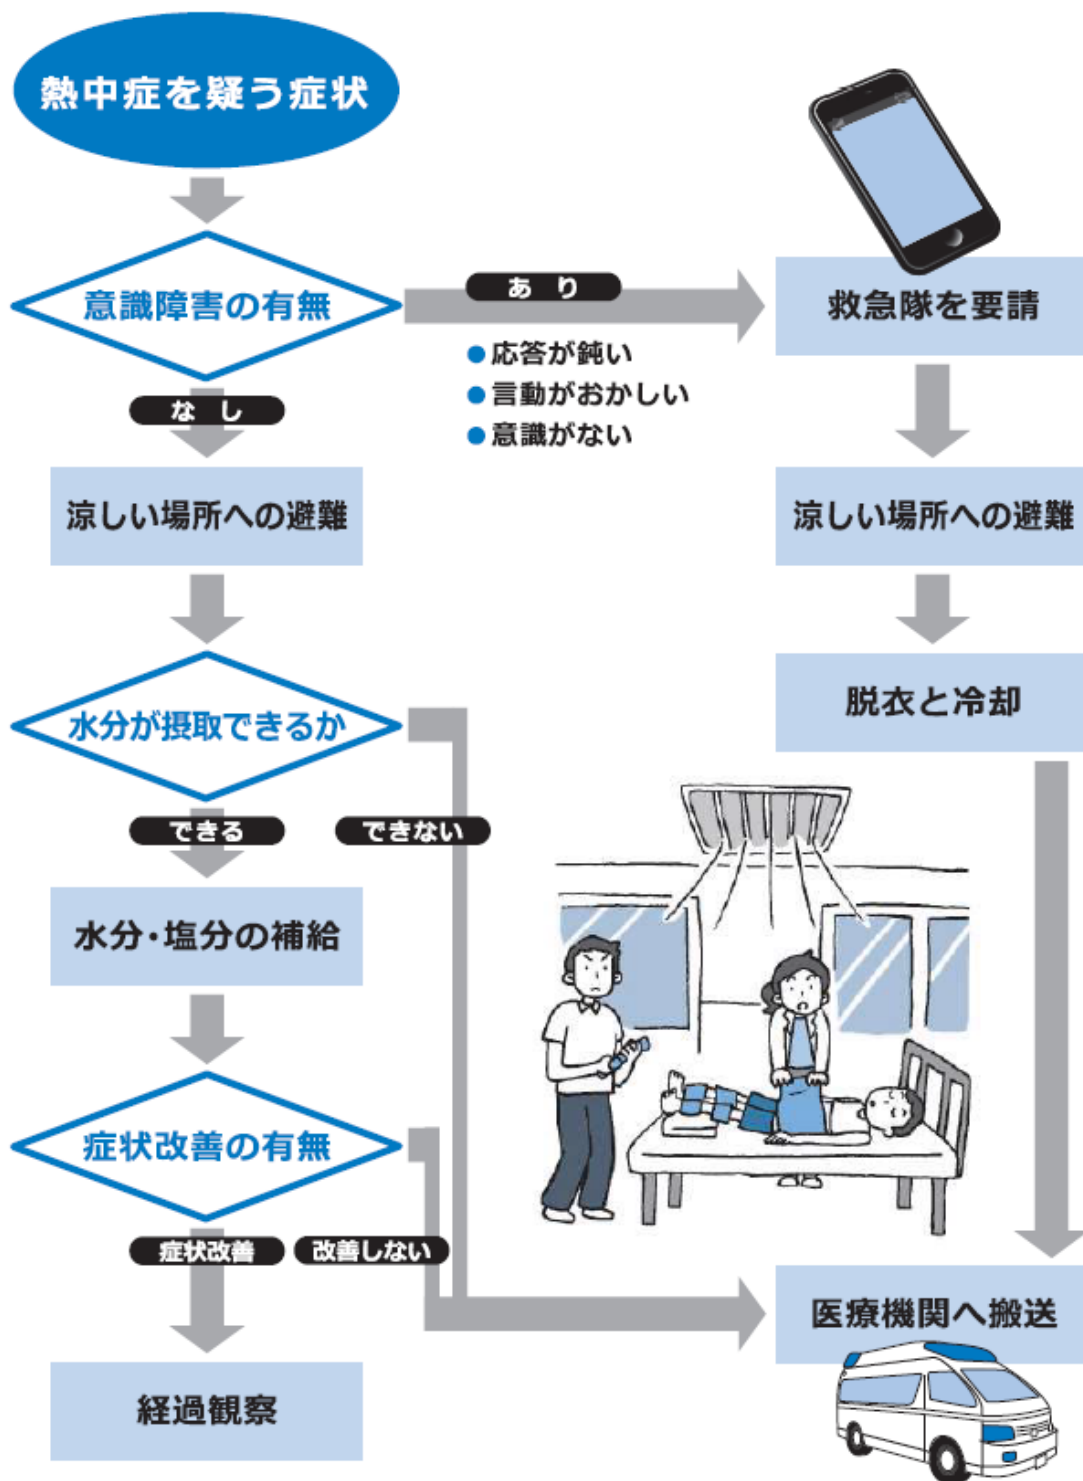 熱中症を疑う症状
意識障害の有無
あり
救急隊を要請
応答が鈍い
言動がおかしい
意識がない
なし
涼しい場所への避難
涼しい場所への避難
水分が摂取できるか
脱衣と冷却
できる
できない
水分・塩分の補給
症状改善の有無
症状改善
改善しない
医療機関へ搬送
経過観察